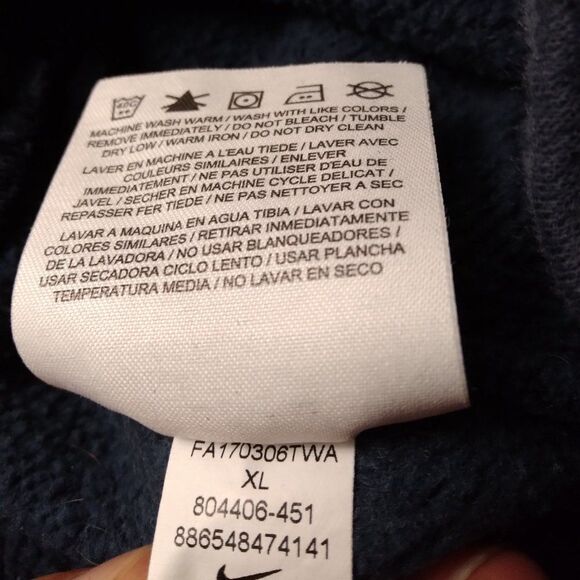 40C
MACHINE WASH WARM / WASH WITH LIKE COLORS /
REMOVE IMMEDIATELY / DO NOT BLEACH / TUMBLE
DRY LOW / WARM IRON / DO NOT DRY CLEAN
LAVER EN MACHINE A L'EAU TIEDE / LAVER AVEC
COULEURS SIMILAIRES / ENLEVER
IMMEDIATEMENT / NE PAS UTILISER D'EAU DE
JAVEL / SECHER EN MACHINE CYCLE DELICAT /
REPASSER FER TIEDE / NE PAS NETTOYER A SEC
LAVAR A MAQUINA EN AGUA TIBIA / LAVAR CON
COLORES SIMILARES / RETIRAR INMEDIATAMENTE
DE LA LAVADORA / NO USAR BLANQUEADORES /
USAR SECADORA CICLO LENTO / USAR PLANCHA
TEMPERATURA MEDIA / NO LAVAR EN SECO
FA170306TWA
XL
804406-451
886548474141